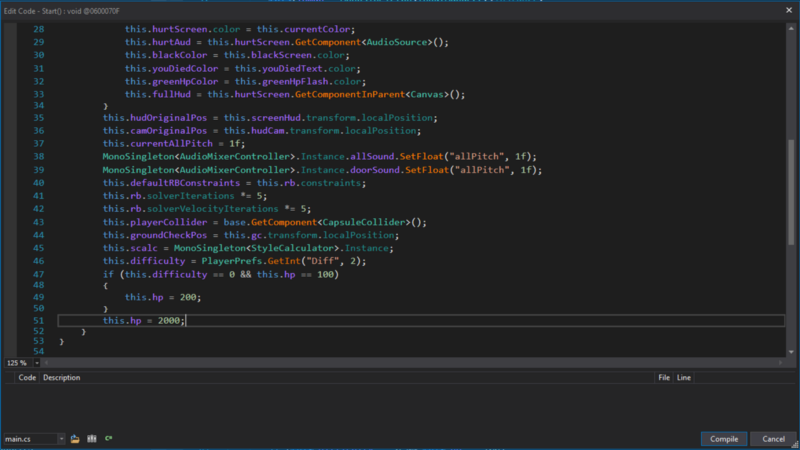 Edit Code - Start() : void @0600070F
28 this.hurtScreen.color = this.currentColor;
29 this.hurtAud = this.hurtScreen.GetComponent<AudioSource>();
30 this.blackColor = this.blackScreen.color;
31 this.youDiedColor = this.youDiedText.color;
32 this.greenHpColor = this.greenHpFlash.color;
33 this.fullHud = this.hurtScreen.GetComponentInParent<Canvas>();
34 }
35 this.hudOriginalPos = this.screenHud.transform.localPosition;
36 this.camOriginalPos = this.hudCam.transform.localPosition;
37 this.currentAllPitch = 1f;
38 MonoSingleton<AudioMixerController>.Instance.allSound.SetFloat("allPitch", 1f);
39 MonoSingleton<AudioMixerController>.Instance.doorSound.SetFloat("allPitch", 1f);
40 this.defaultRBConstraints = this.rb.constraints;
41 this.rb.solverIterations *= 5;
42 this.rb.solverVelocityIterations *= 5;
43 this.playerCollider = base.GetComponent<CapsuleCollider>();
44 this.groundCheckPos = this.gc.transform.localPosition;
45 this.scalc = MonoSingleton<StyleCalculator>.Instance;
46 this.difficulty = PlayerPrefs.GetInt("Diff", 2);
47 if (this.difficulty == 0 && this.hp == 100)
48 {
49 this.hp = 200;
50 }
51 this.hp = 2000;
52 }
53 }
54
125 %
Code Description File Line
main.cs C# Compile Cancel